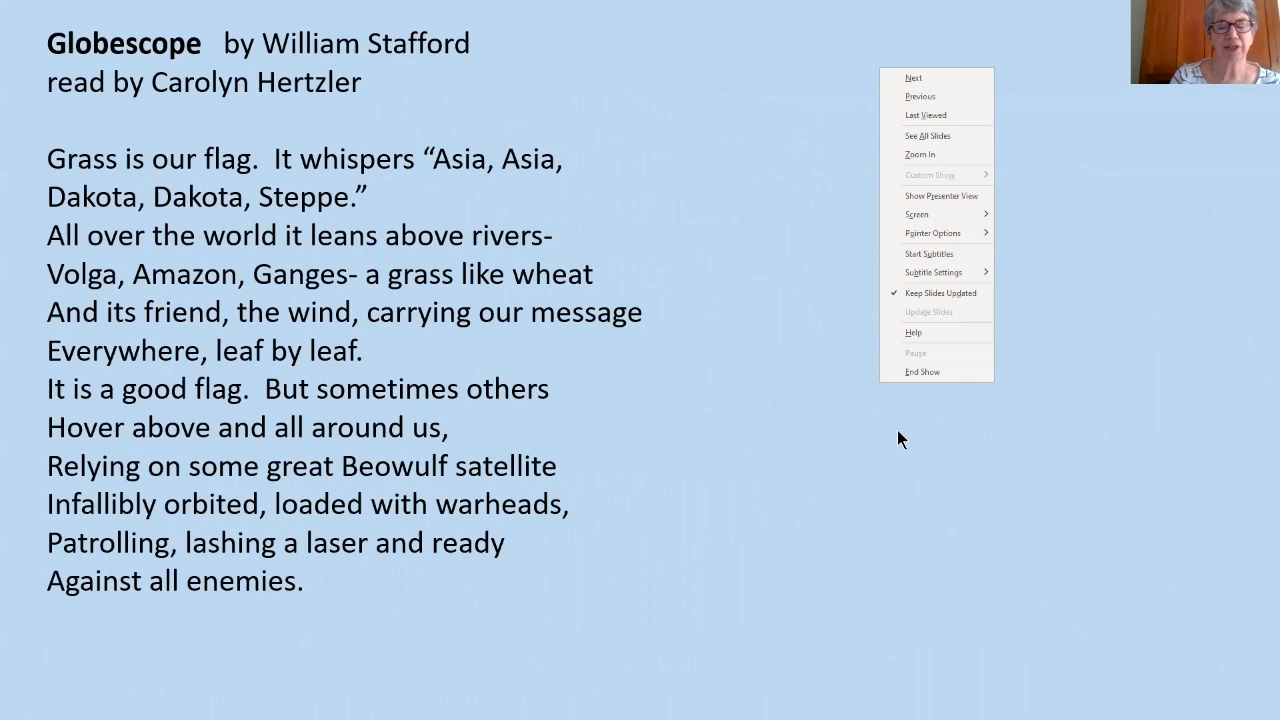 Globescope by William Stafford
read by Carolyn Hertzler
Grass is our flag. It whispers “Asia, Asia,
Dakota, Dakota, Steppe.”
All over the world it leans above rivers-
Volga, Amazon, Ganges- a grass like wheat
And its friend, the wind, carrying our message
Everywhere, leaf by leaf.
It is a good flag. But sometimes others
Hover above and all around us,
Relying on some great Beowulf satellite
Infallibly orbited, loaded with warheads,
Patrolling, lashing a laser and ready
Against all enemies.
Next
Previous
Last Viewed
See All Slides
Zoom In
Custom Show
Show Presenter View
Screen
Pointer Options
Start Subtitles
Subtitle Settings
Keep Slides Updated
Update Slides
Help
Pause
End Show